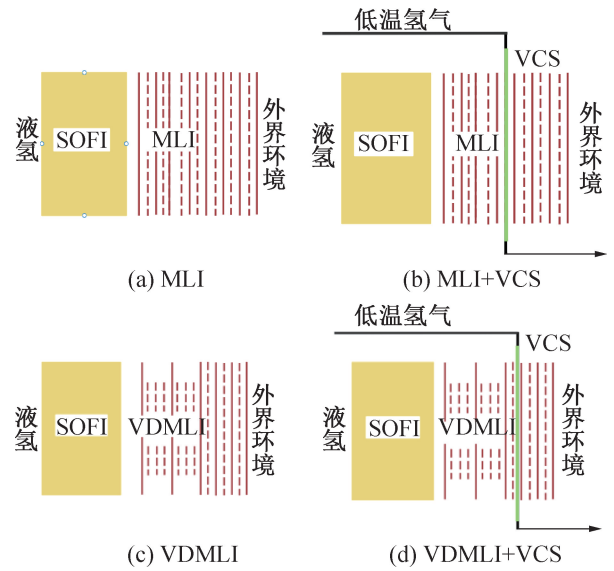 液氢
SOFI
MLI
外界环境
(a) MLI
低温氢气
VCS
液氢
SOFI
MLI
外界环境
(b) MLI+VCS
液氢
SOFI
VDMLI
外界环境
(c) VDMLI
低温氢气
VCS
液氢
SOFI
VDMLI
外界环境
(d) VDMLI+VCS